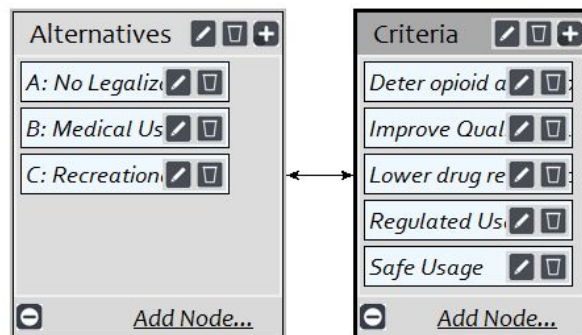 Alternatives
A: No Legaliz
B: Medical Us
C: Recreation
Add Node...
Criteria
Deter opioid a
Improve Qual
Lower drug re
Regulated Us
Safe Usage
Add Node...